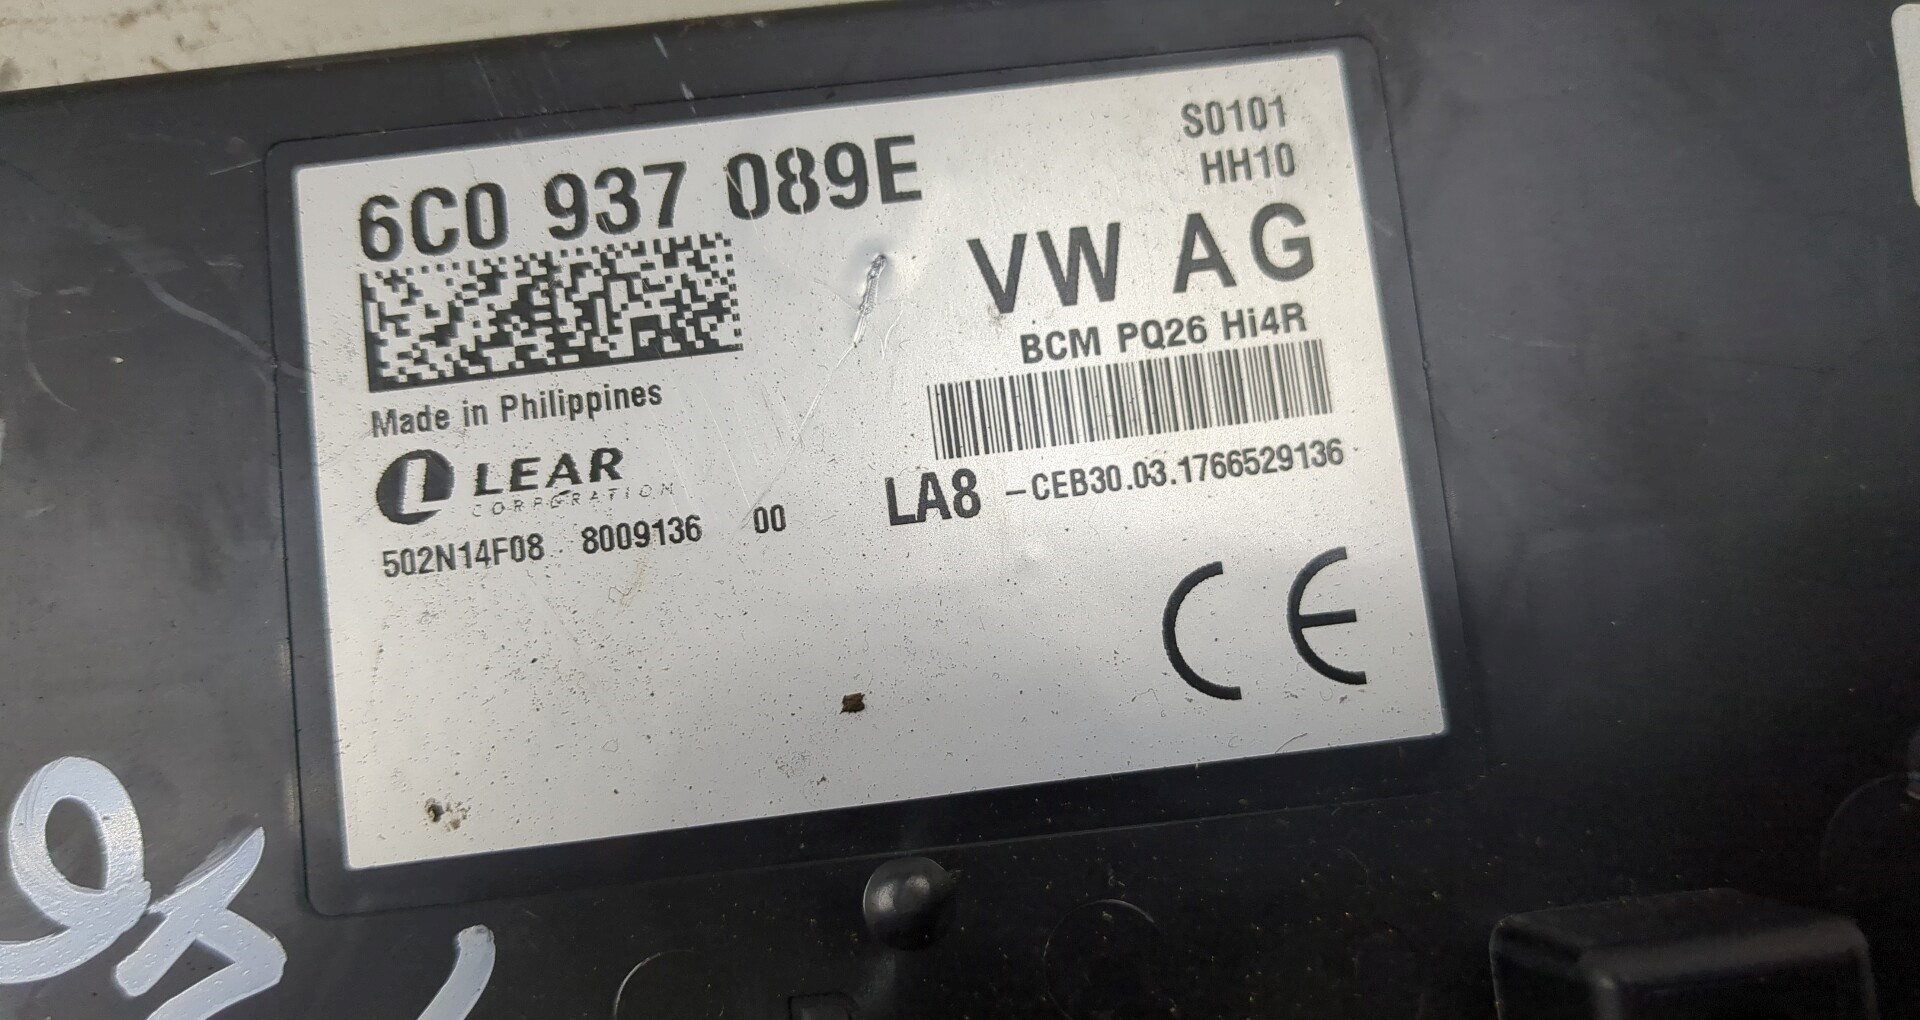 6C0 937 089E
S0101
HH10
VW AG
BCM PQ26 Hi4R
Made in Philippines
LEAR
CORPORATION
LA8 -CEB30.03.1766529136
502N14F08 8009136 00
CE